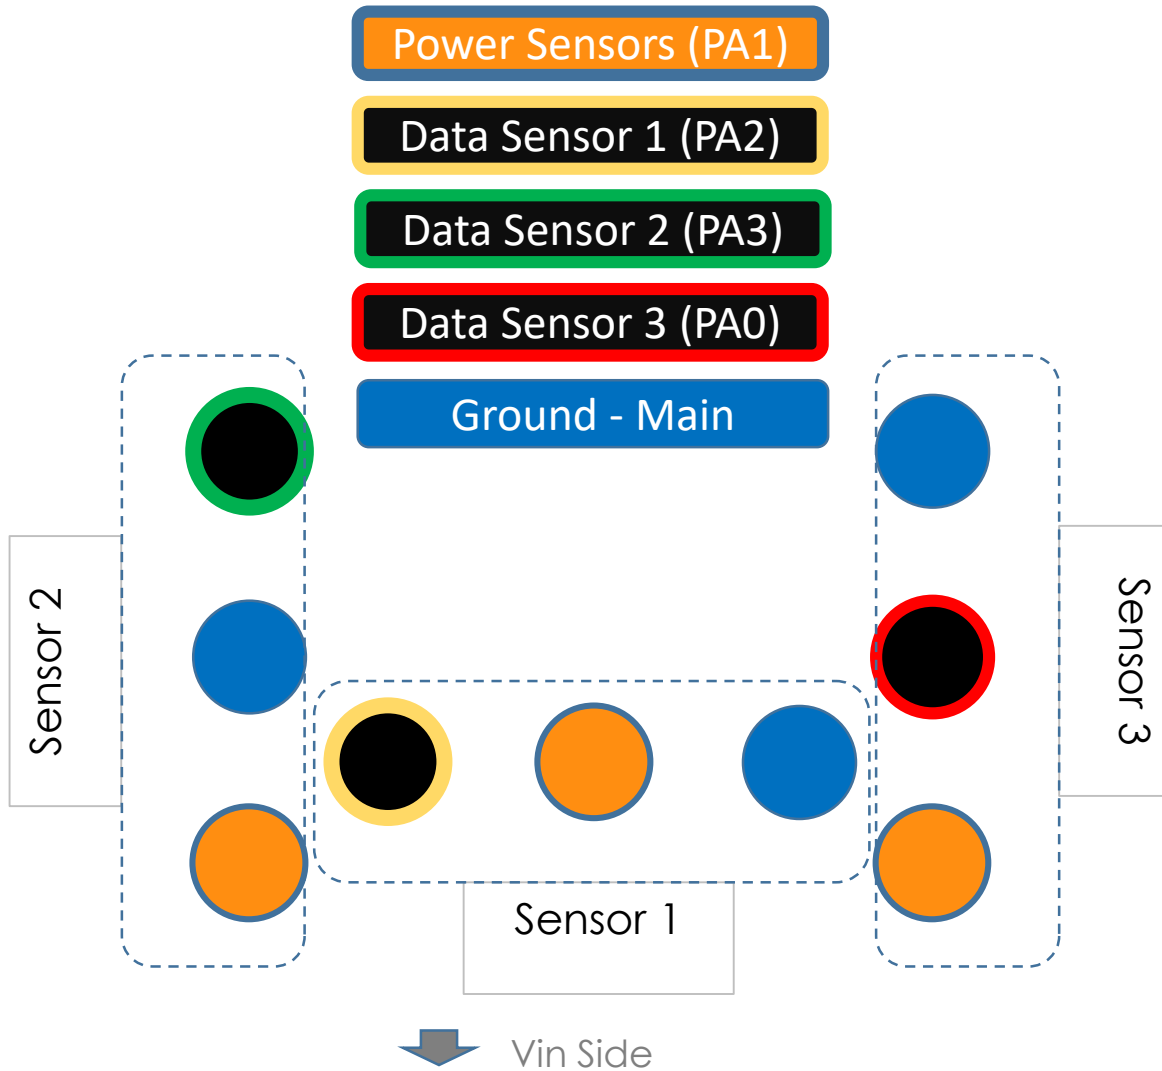 Power Sensors (PA1)
Data Sensor 1 (PA2)
Data Sensor 2 (PA3)
Data Sensor 3 (PA0)
Ground - Main
Sensor 2
Sensor 3
Sensor 1
Vin Side